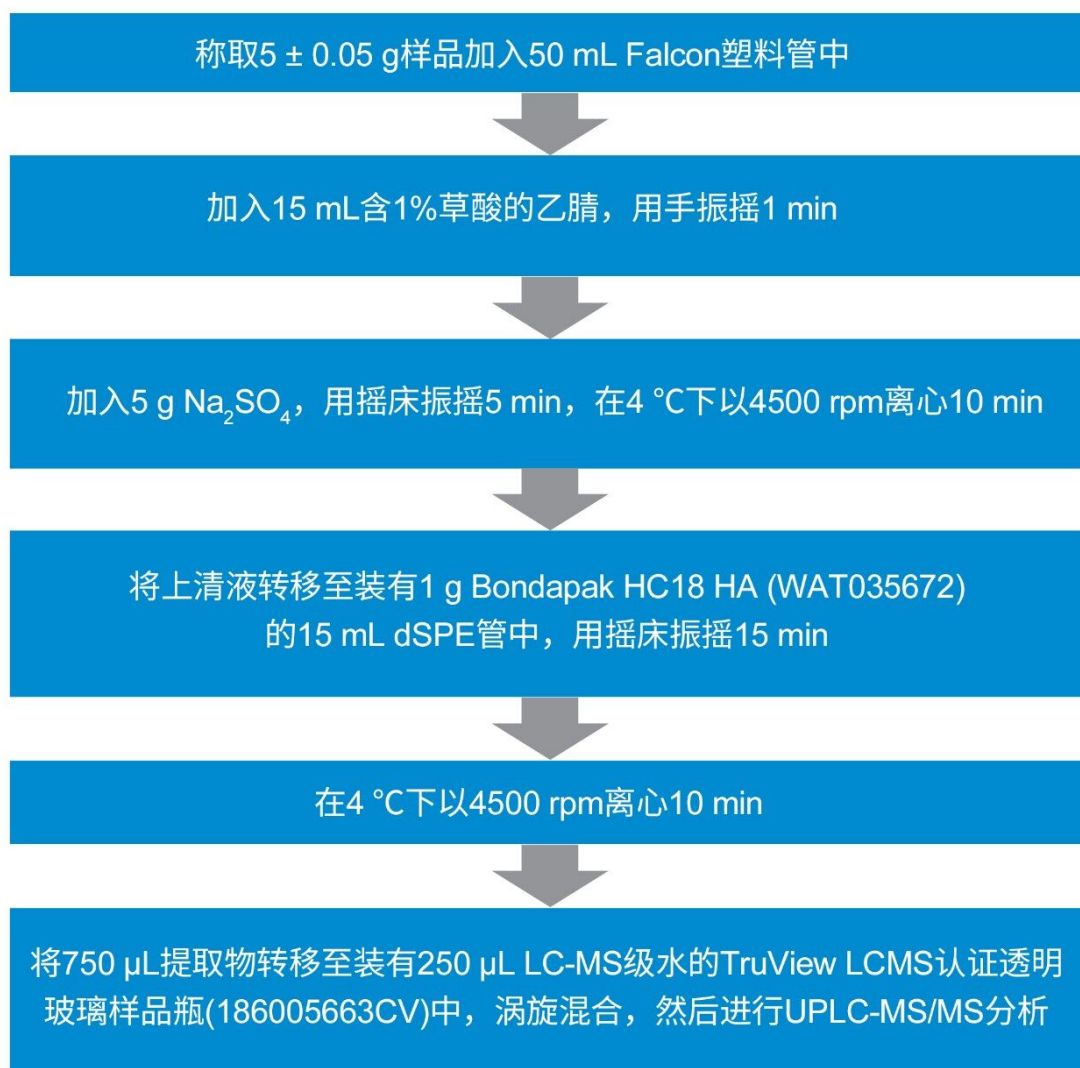 称取5 ± 0.05 g样品加入50 mL Falcon塑料管中
加入15 mL含1%草酸的乙腈，用手振摇1 min
加入5 g Na₂SO₄，用摇床振摇5 min，在4 °C下以4500 rpm离心10 min
将上清液转移至装有1 g Bondapak HC18 HA (WAT035672)
的15 mL dSPE管中，用摇床振摇15 min
在4 °C下以4500 rpm离心10 min
将750 µL提取物转移至装有250 µL LC-MS级水的TruView LCMS认证透明
玻璃样品瓶(186005663CV)中，涡旋混合，然后进行UPLC-MS/MS分析